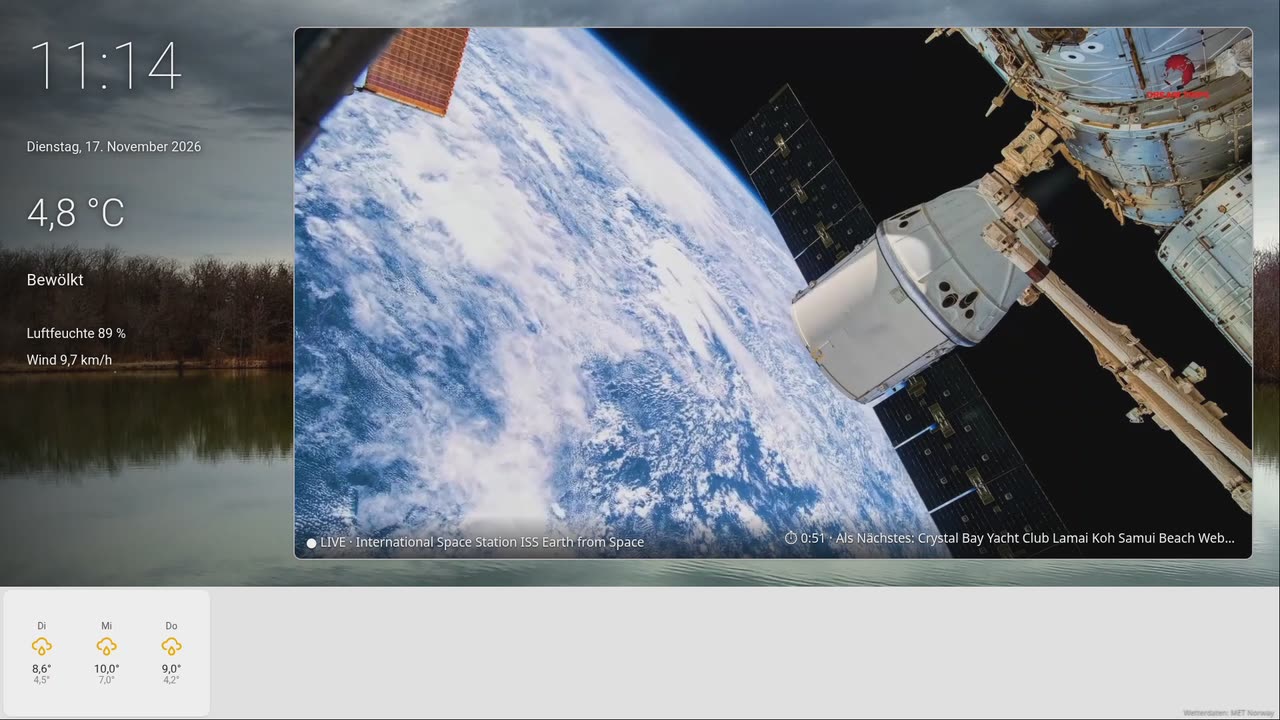 11:14
Dienstag, 17. November 2026
4,8 °C
Bewölkt
Luftfeuchte 89 %
Wind 9,7 km/h
LIVE · International Space Station ISS Earth from Space
0:51 · Als Nächstes: Crystal Bay Yacht Club Lamai Koh Samui Beach Web...
Di Mi Do
8,6° 10,0° 9,0°
4,5° 7,0° 4,2°
Wetterdaten: MET Norway